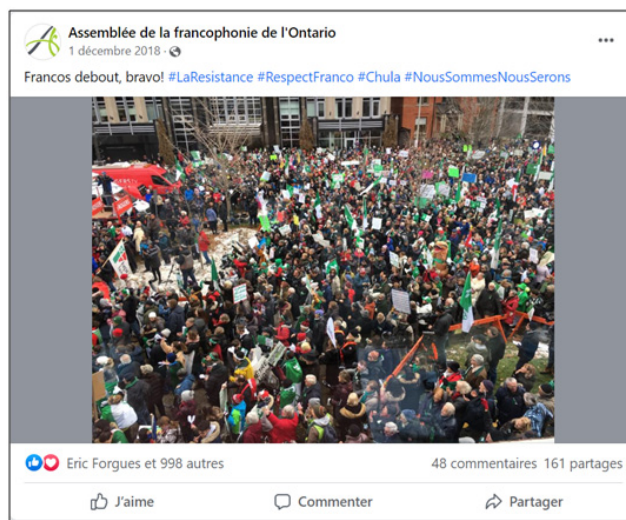 Assemblée de la francophonie de l'Ontario
1 décembre 2018 ·
Francos debout, bravo! #LaResistance #RespectFranco #Chula #NousSommesNousSerons
Eric Forgues et 998 autres
48 commentaires 161 partages
J'aime
Commenter
Partager